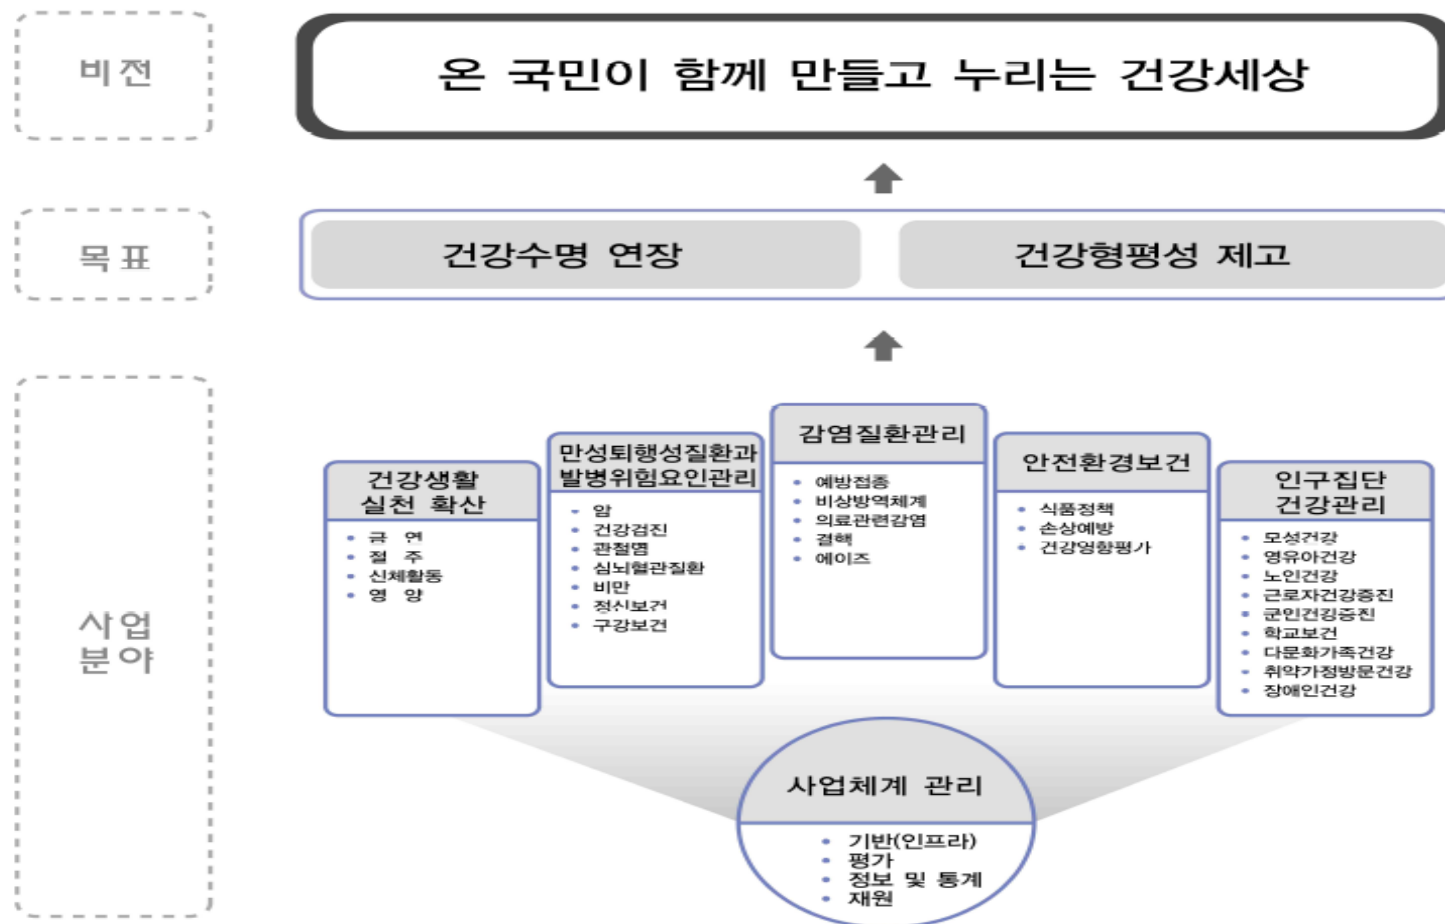 비전
온 국민이 함께 만들고 누리는 건강세상
목표
건강수명 연장
건강형평성 제고
사업
분야
건강생활
실천 확산
금 연
절 주
신체활동
영 양
만성퇴행성질환과
발병위험요인관리
암
건강검진
관절염
심뇌혈관질환
비만
정신보건
구강보건
감염질환관리
예방접종
비상방역체계
의료관련감염
결핵
에이즈
안전환경보건
식품정책
손상예방
건강영향평가
인구집단
건강관리
모성건강
영유아건강
노인건강
근로자건강증진
군인건강증진
학교보건
다문화가족건강
취약가정방문건강
장애인건강
사업체계 관리
기반(인프라)
평가
정보 및 통계
재원